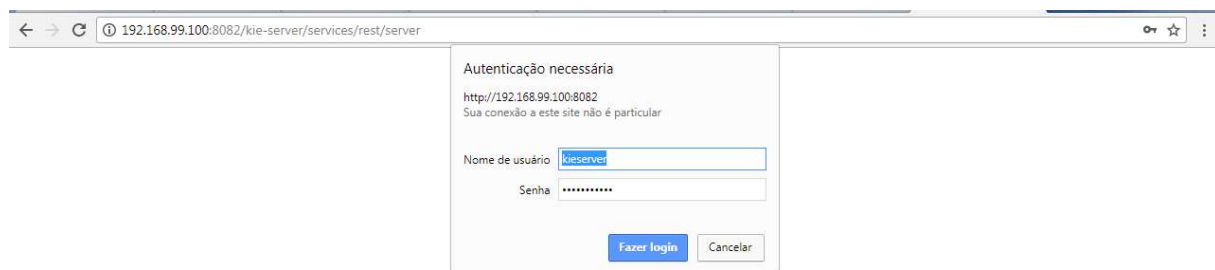 192.168.99.100:8082/kie-server/services/rest/server
Autenticação necessária
http://192.168.99.100:8082
Sua conexão a este site não é particular
Nome de usuário kieserver
Senha •••••••••••
Fazer login Cancelar